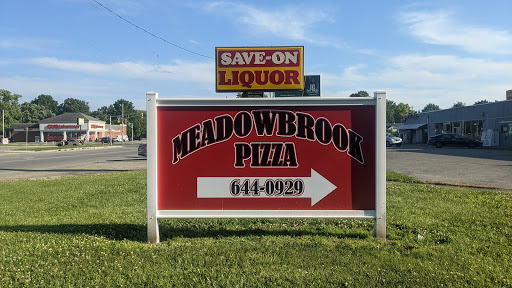 SAVE-ON
LIQUOR
MEADOWBROOK
PIZZA
644-0929